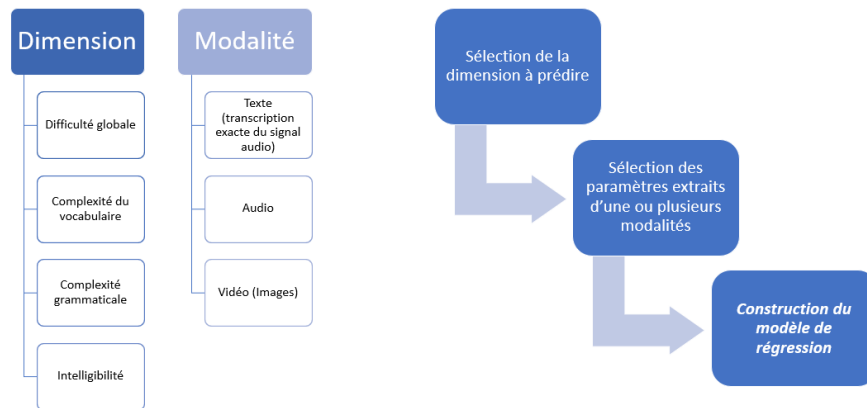 Dimension
Difficulté globale
Complexité du
vocabulaire
Complexité
grammaticale
Intelligibilité
Modalité
Texte
(transcription
exacte du signal
audio)
Audio
Vidéo (Images)
Sélection de la
dimension à prédire
Sélection des
paramètres extraits
d'une ou plusieurs
modalités
Construction du
modèle de
régression